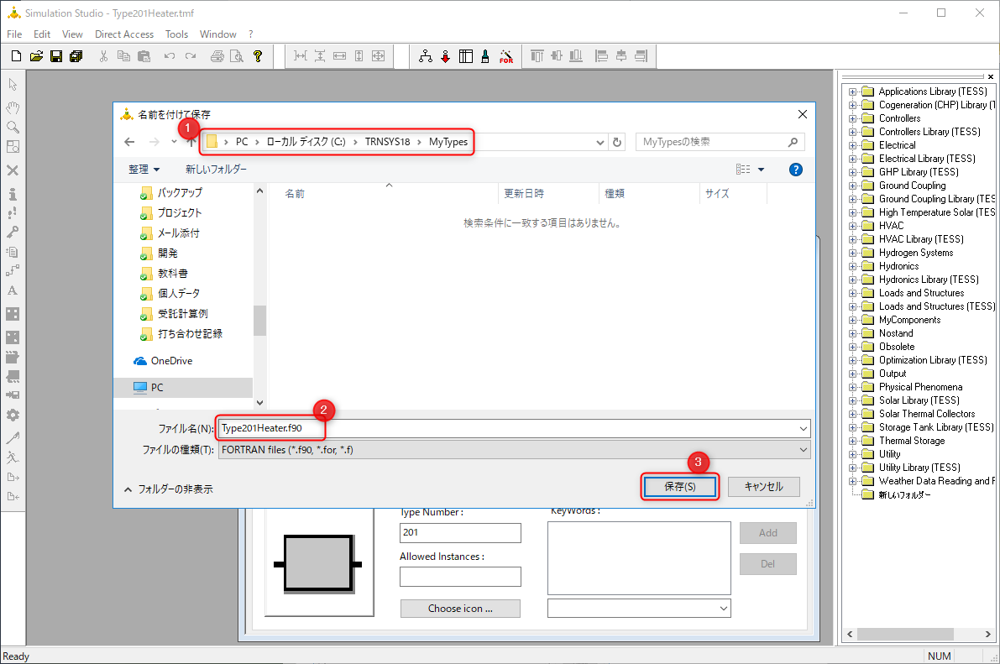 Simulation Studio - Type201Heater.tmf
File Edit View Direct Access Tools Window ?
FOR
名前を付けて保存
1
PC › ローカル ディスク (C:) › TRNSYS18 › MyTypes
MyTypesの検索
整理 新しいフォルダー
名前 更新日時 種類 サイズ
検索条件に一致する項目はありません。
バックアップ
プロジェクト
メール添付
開発
教科書
個人データ
受託計算例
打ち合わせ記録
OneDrive
PC
2
ファイル名(N): Type201Heater.f90
ファイルの種類(T): FORTRAN files (*.f90, *.for, *.f)
3
フォルダーの非表示
保存(S) キャンセル
Type Number :
201
Allowed Instances :
Choose icon ...
KeyWords :
Add
Del
Applications Library (TESS)
Cogeneration (CHP) Library (T
Controllers
Controllers Library (TESS)
Electrical
Electrical Library (TESS)
GHP Library (TESS)
Ground Coupling
Ground Coupling Library (TES
High Temperature Solar (TES
HVAC
HVAC Library (TESS)
Hydrogen Systems
Hydronics
Hydronics Library (TESS)
Loads and Structures
Loads and Structures (TESS)
MyComponents
Nostand
Obsolete
Optimization Library (TESS)
Output
Physical Phenomena
Solar Library (TESS)
Solar Thermal Collectors
Storage Tank Library (TESS)
Thermal Storage
Utility
Utility Library (TESS)
Weather Data Reading and F
新しいフォルダー
Ready
NUM